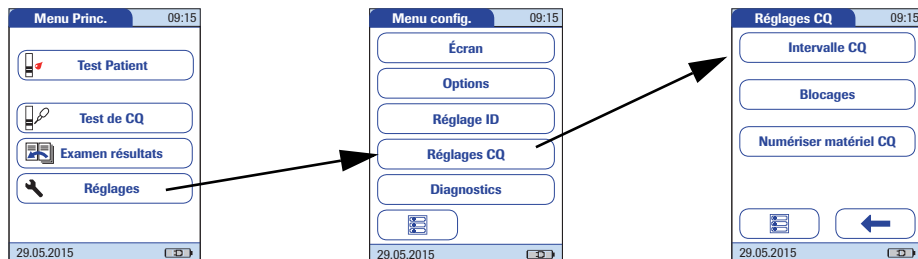 Menu Princ. 09:15
Test Patient
Test de CQ
Examen résultats
Réglages
29.05.2015
Menu config. 09:15
Écran
Options
Réglage ID
Réglages CQ
Diagnostics
29.05.2015
Réglages CQ 09:15
Intervalle CQ
Blocages
Numériser matériel CQ
29.05.2015